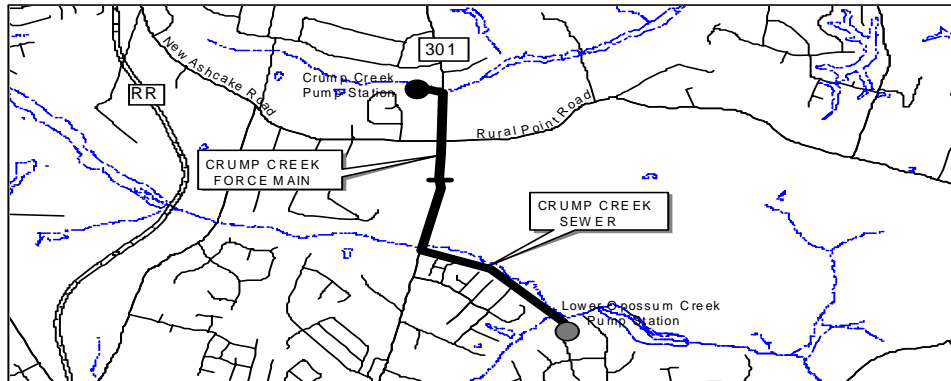 301
New Ashcake Road
Crump Creek
Pump Station
RR
Rural Point Road
CRUMP CREEK
FORCE MAIN
CRUMP CREEK
SEWER
Lower Opossum Creek
Pump Station